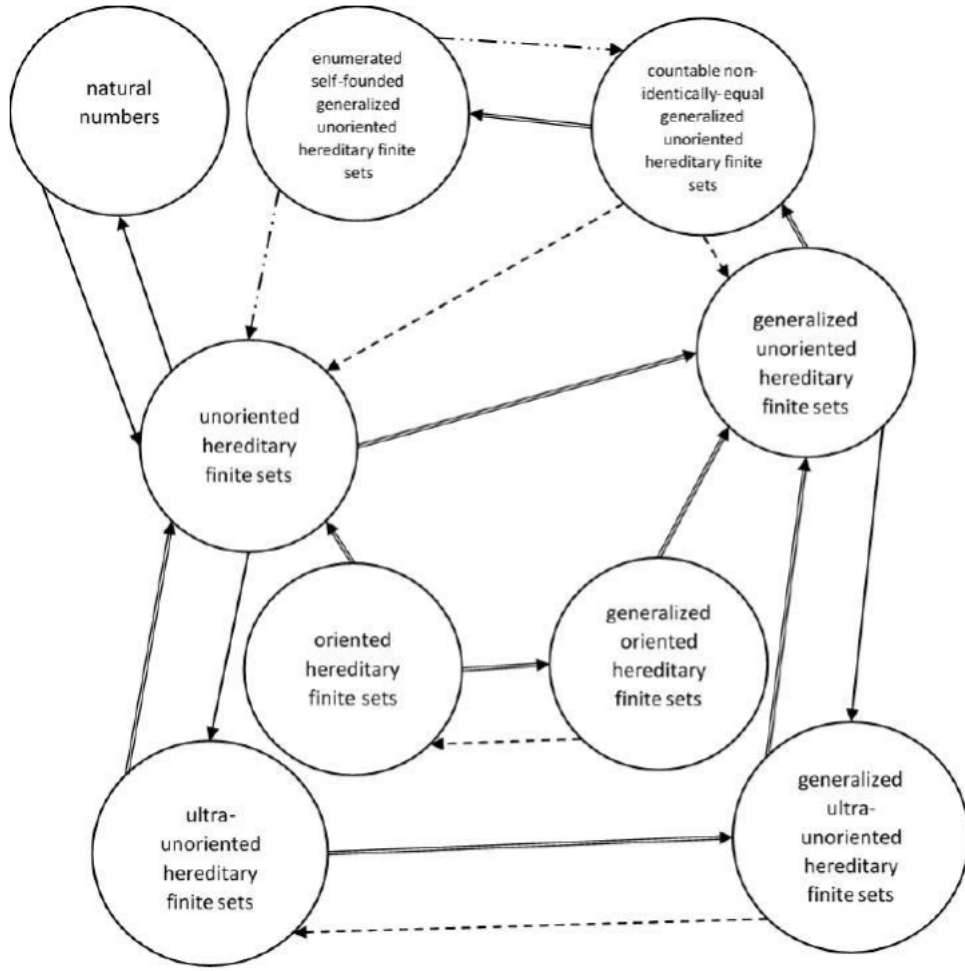 natural
numbers
enumerated
self-founded
generalized
unoriented
hereditary finite
sets
countable non-
identically-equal
generalized
unoriented
hereditary finite
sets
generalized
unoriented
hereditary
finite sets
unoriented
hereditary
finite sets
oriented
hereditary
finite sets
generalized
oriented
hereditary
finite sets
ultra-
unoriented
hereditary
finite sets
generalized
ultra-
unoriented
hereditary
finite sets